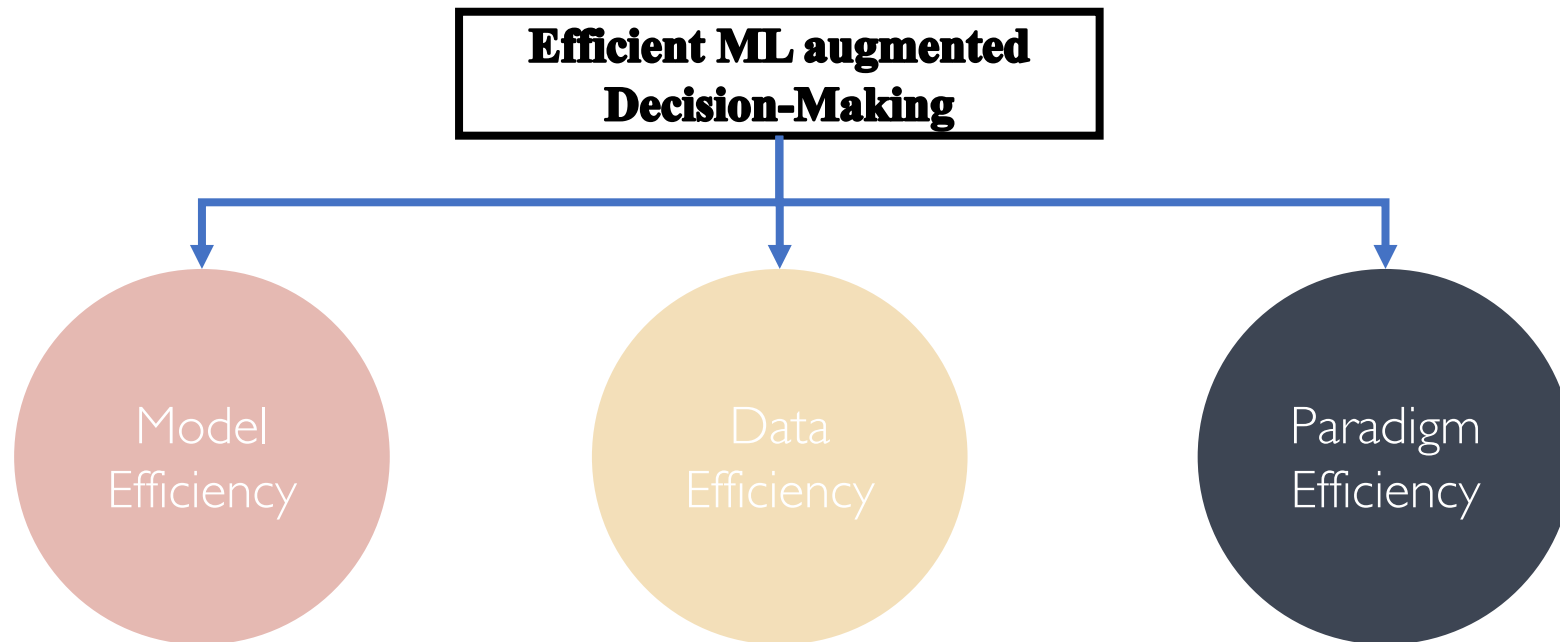 Efficient ML augmented
Decision-Making
Model
Efficiency
Data
Efficiency
Paradigm
Efficiency